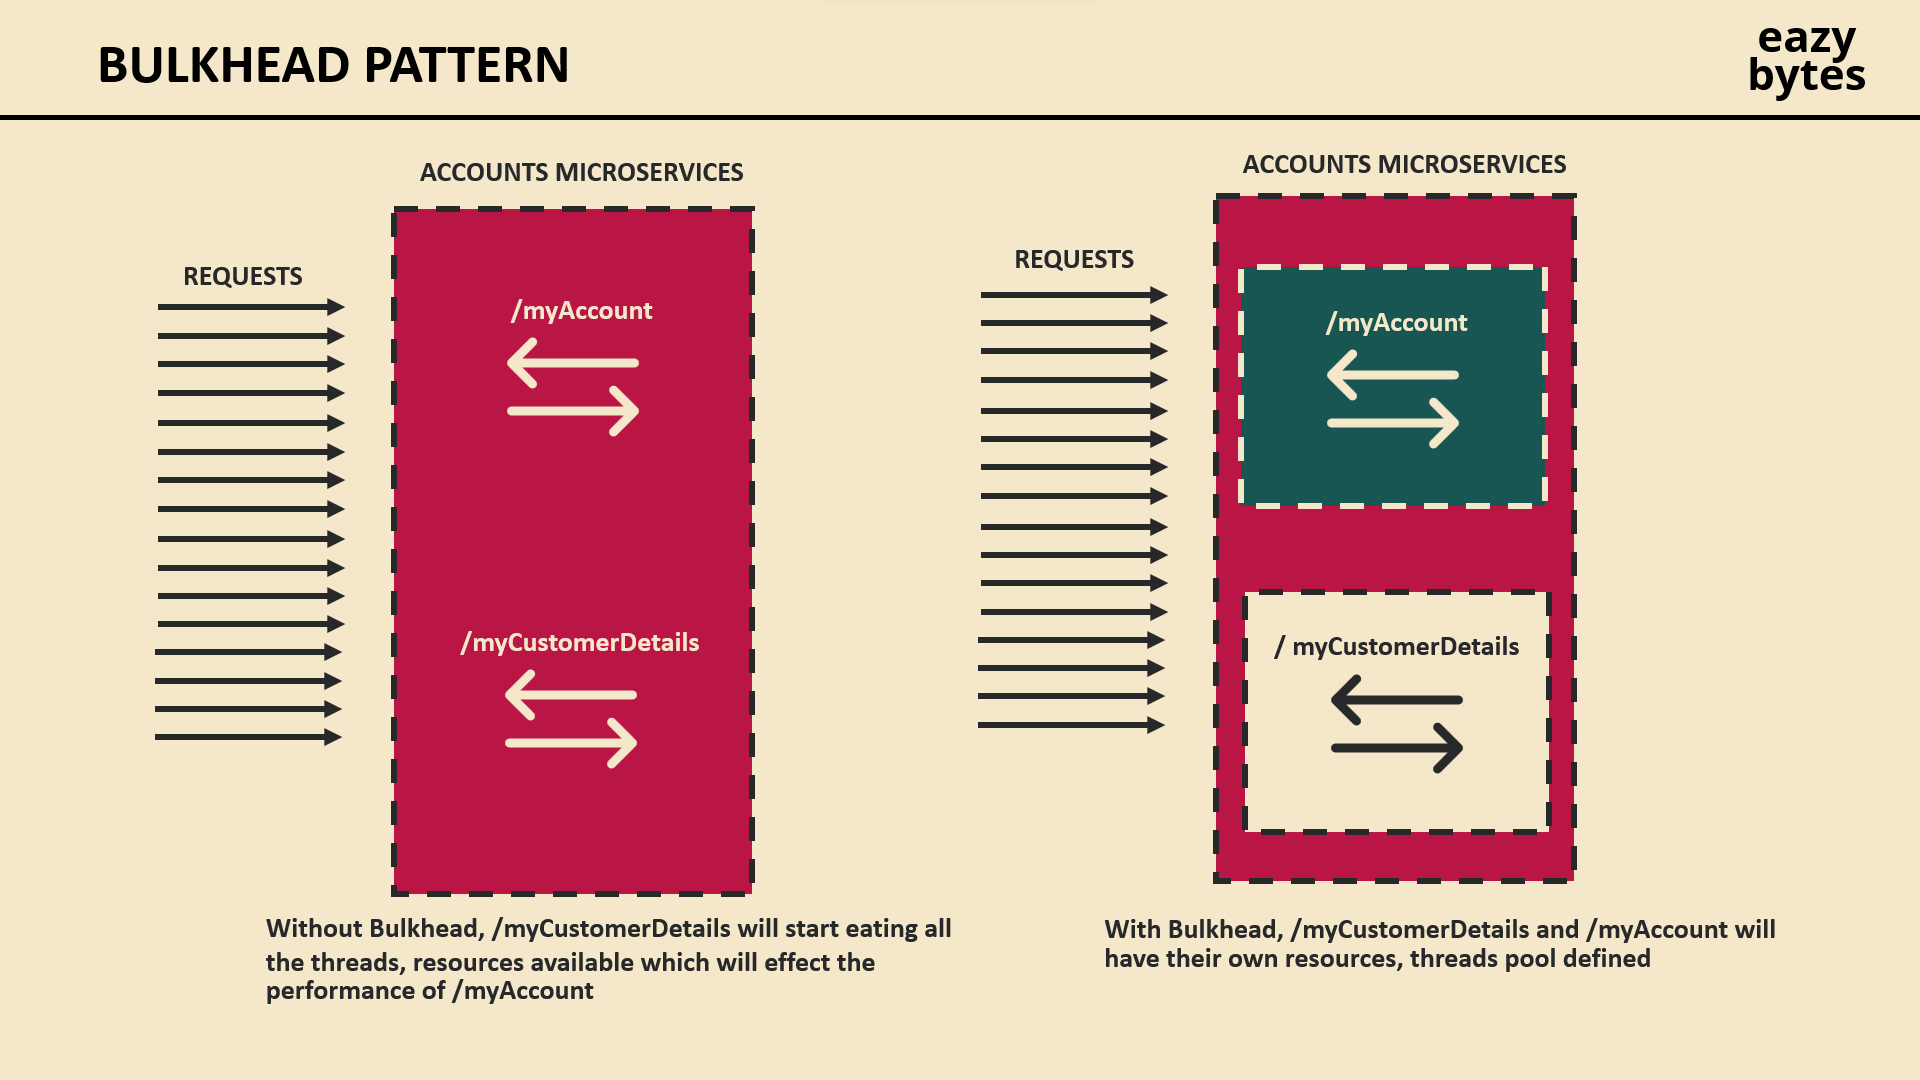 BULKHEAD PATTERN
eazy
bytes
ACCOUNTS MICROSERVICES
REQUESTS
/myAccount
/myCustomerDetails
Without Bulkhead, /myCustomerDetails will start eating all
the threads, resources available which will effect the
performance of /myAccount
ACCOUNTS MICROSERVICES
REQUESTS
/myAccount
/ myCustomerDetails
With Bulkhead, /myCustomerDetails and /myAccount will
have their own resources, threads pool defined